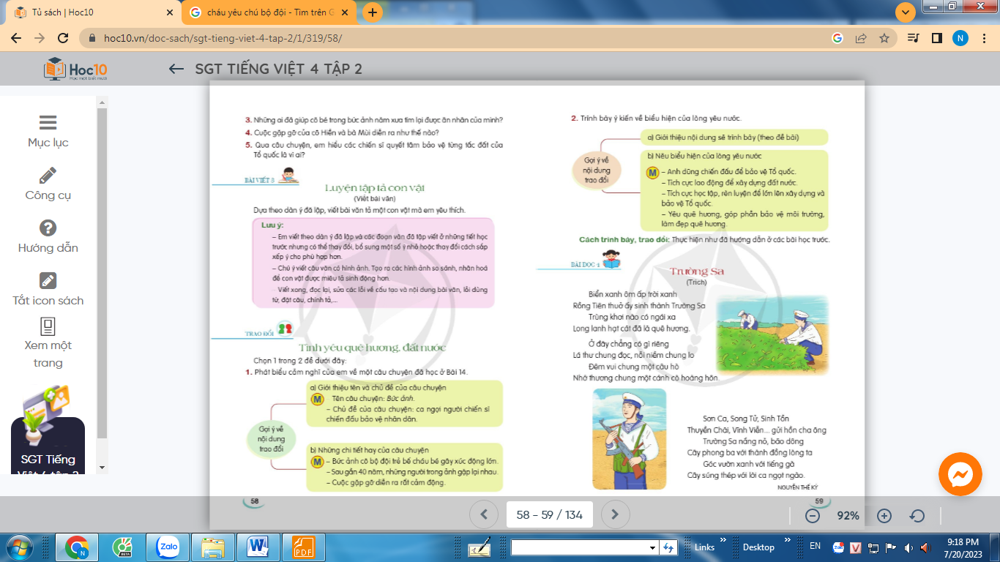 Tủ sách | Hoc10
cháu yêu chú bộ đội - Tìm trên G
hoc10.vn/doc-sach/sgt-tieng-viet-4-tap-2/1/319/58/
N
Hoc10
Học một biết mười
SGT TIẾNG VIỆT 4 TẬP 2
Mục lục
Công cụ
Hướng dẫn
Tắt icon sách
Xem một
trang
SGT Tiếng
Việt 4 tập 2
3. Những ai đã giúp cô bé trong bức ảnh năm xưa tìm lại được ân nhân của mình?
4. Cuộc gặp gỡ của cô Hiền và bà Mùi diễn ra như thế nào?
5. Qua câu chuyện, em hiểu các chiến sĩ quyết tâm bảo vệ từng tấc đất của
Tổ quốc là vì ai?
BÀI VIẾT 3
Luyện tập tả con vật
(Viết bài văn)
Dựa theo dàn ý đã lập, viết bài văn tả một con vật mà em yêu thích.
Lưu ý:
– Em viết theo dàn ý đã lập và các đoạn văn đã tập viết ở những tiết học
trước nhưng có thể thay đổi, bổ sung một số ý nhỏ hoặc thay đổi cách sắp
xếp ý cho phù hợp hơn.
– Chú ý viết câu văn có hình ảnh. Tạo ra các hình ảnh so sánh, nhân hoá
để con vật được miêu tả sinh động hơn.
Viết xong, đọc lại, sửa các lỗi về cấu tạo và nội dung bài văn, lỗi dùng
từ, đặt câu, chính tả,...
TRAO ĐỔI
Tình yêu quê hương, đất nước
Chọn 1 trong 2 đề dưới đây:
1. Phát biểu cảm nghĩ của em về một câu chuyện đã học ở Bài 14.
Gợi ý về
nội dung
trao đổi
a) Giới thiệu tên và chủ đề của câu chuyện
M Tên câu chuyện: Bức ảnh.
– Chủ đề của câu chuyện: ca ngợi người chiến sĩ
chiến đấu bảo vệ nhân dân.
b) Những chi tiết hay của câu chuyện
M – Bức ảnh cô bộ đội trẻ bế cháu bé gây xúc động lớn.
– Sau gần 40 năm, những người trong ảnh gặp lại nhau.
– Cuộc gặp gỡ diễn ra rất cảm động.
58
2. Trình bày ý kiến về biểu hiện của lòng yêu nước.
Gợi ý về
nội dung
trao đổi
a) Giới thiệu nội dung sẽ trình bày (theo đề bài)
b) Nêu biểu hiện của lòng yêu nước
M – Anh dũng chiến đấu để bảo vệ Tổ quốc.
– Tích cực lao động để xây dựng đất nước.
– Tích cực học tập, rèn luyện để lớn lên xây dựng và
bảo vệ Tổ quốc.
– Yêu quê hương, góp phần bảo vệ môi trường,
làm đẹp quê hương.
Cách trình bày, trao đổi: Thực hiện như đã hướng dẫn ở các bài học trước.
BÀI ĐỌC 4
Trường Sa
(Trích)
Biển xanh ôm ấp trời xanh
Rồng Tiên thuở ấy sinh thành Trường Sa
Trùng khơi nào có ngái xa
Long lanh hạt cát đã là quê hương.
Ở đây chẳng có gì riêng
Lá thư chung đọc, nỗi niềm chung lo
Đêm vui chung một câu hò
Nhớ thương chung một cánh cò hoàng hôn.
Sơn Ca, Song Tử, Sinh Tồn
Thuyền Chài, Vĩnh Viễn... gửi hồn cha ông
Trường Sa nắng nỏ, bão dông
Cây phong ba với thành đồng lòng ta
Góc vườn xanh với tiếng gà
Cây súng thép với lời ca ngọt ngào.
NGUYỄN THẾ KỶ
59
58 – 59 / 134
92%
BETA
Zalo
W
PDF
Links
Desktop
EN
9:18 PM
7/20/2023